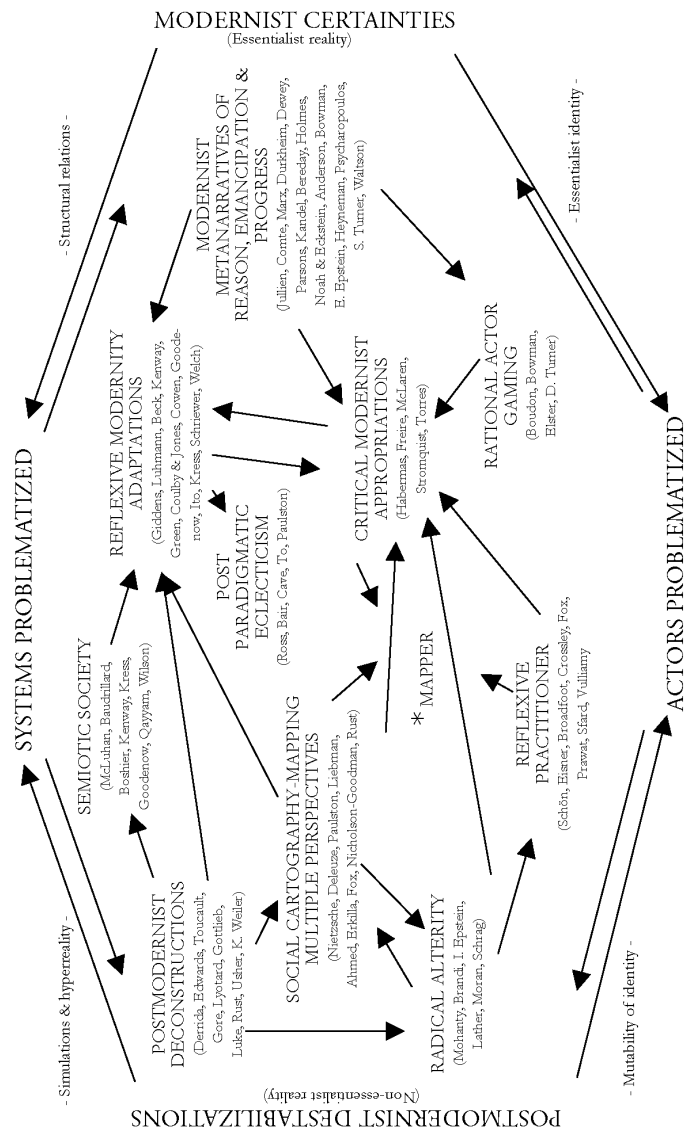 MODERNIST CERTAINTIES
(Essentialist reality)
- Structural relations -
- Essentialist identity -
SYSTEMS PROBLEMATIZED
ACTORS PROBLEMATIZED
MODERNIST
METANARRATIVES OF
REASON, EMANCIPATION &
PROGRESS
(Jullien, Comte, Marx, Durkheim, Dewey,
Parsons, Kandel, Bereday, Holmes,
Noah & Eckstein, Anderson, Bowman,
E. Epstein, Heyneman, Psycharopoulos,
S. Turner, Waltson)
REFLEXIVE MODERNITY
ADAPTATIONS
(Giddens, Luhmann, Beck, Kenway,
Green, Coulby & Jones, Cowen, Goode-
now, Ito, Kress, Schriewer, Welch)
CRITICAL MODERNIST
APPROPRIATIONS
(Habermas, Freire, McLaren,
Stromquist, Torres)
RATIONAL ACTOR
GAMING
(Boudon, Bowman,
Elster, D. Turner)
POST
PARADIGMATIC
ECLECTICISM
(Ross, Bair, Cave, To, Paulston)
SEMIOTIC SOCIETY
(McLuhan, Baudrillard,
Boshier, Kenway, Kress,
Goodenow, Qayyam, Wilson)
* MAPPER
REFLEXIVE
PRACTITIONER
(Schön, Eisner, Broadfoot, Crossley, Fox,
Prawat, Sfard, Vulliamy)
SOCIAL CARTOGRAPHY-MAPPING
MULTIPLE PERSPECTIVES
(Nietzsche, Deleuze, Paulston, Liebman,
Ahmed, Erkilla, Fox, Nicholson-Goodman, Rust)
POSTMODERNIST
DECONSTRUCTIONS
(Derrida, Edwards, Toucault,
Gore, Lyotard, Gottlieb,
Luke, Rust, Usher, K. Weiler)
RADICAL ALTERITY
(Mohanty, Brandi, I. Epstein,
Lather, Moran, Schrag)
- Simulations & hyperreality -
- Mutability of identity -
(Non-essentialist reality)
POSTMODERNIST DESTABILIZATIONS